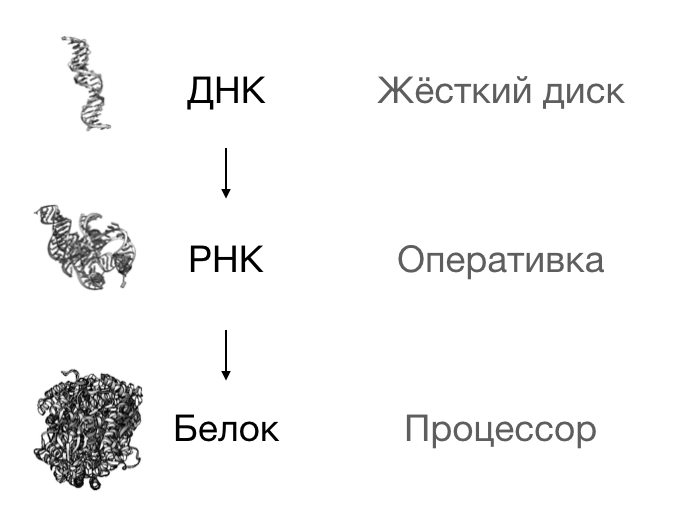 ДНК Жёсткий диск
РНК Оперативка
Белок Процессор